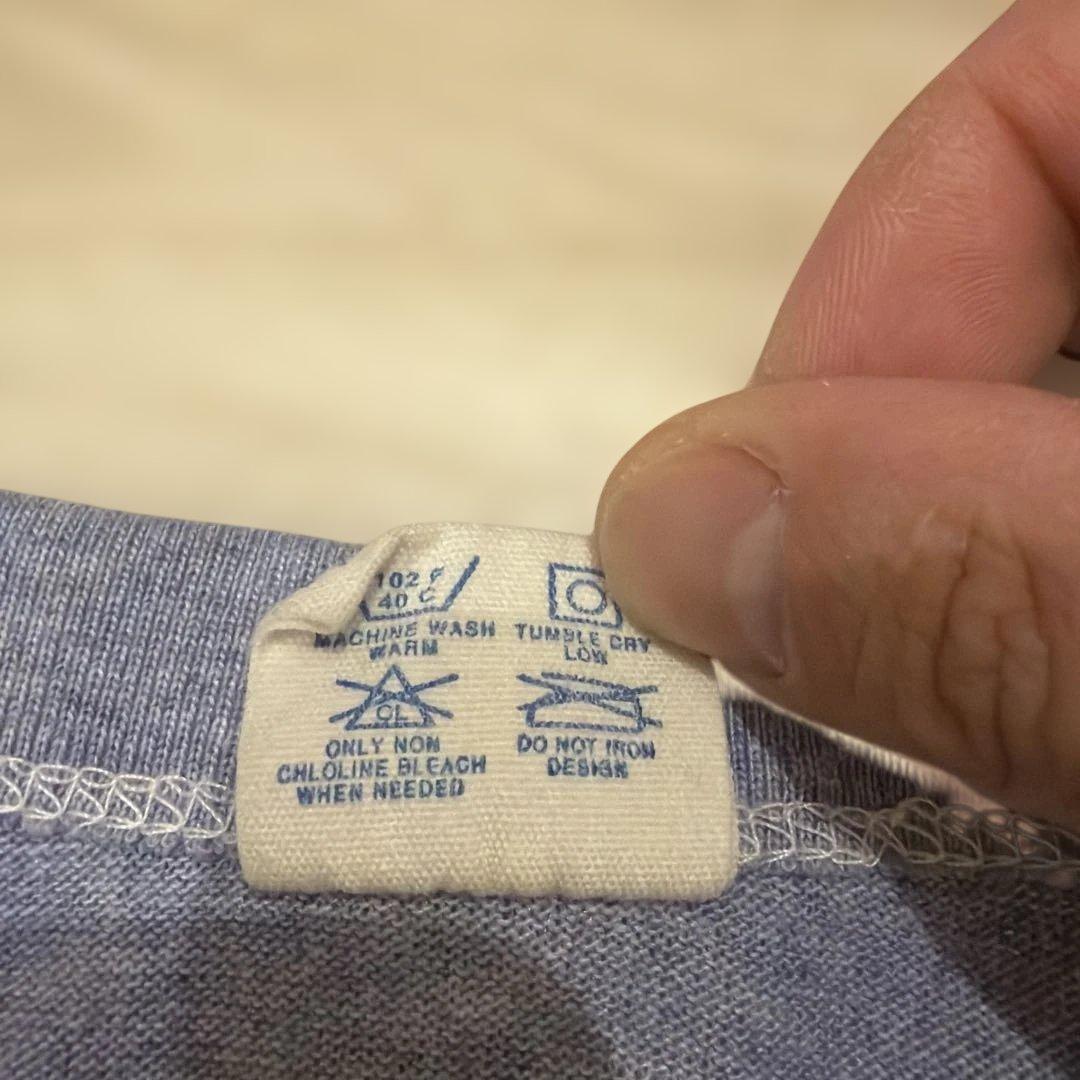 102 F
40 C
MACHINE WASH
WARM
TUMBLE DRY
LOW
CL
ONLY NON
CHLOLINE BLEACH
WHEN NEEDED
DO NOT IRON
DESIGN